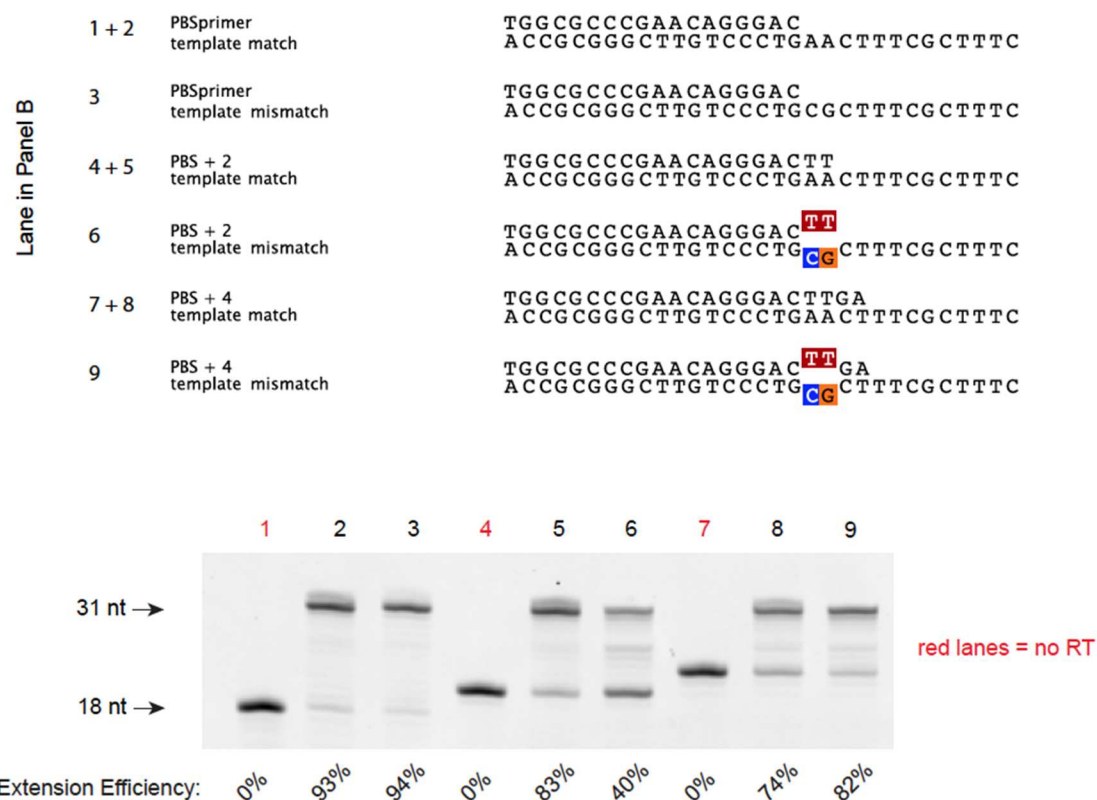 Lane in Panel B
1 + 2 PBSprimer TGGCGCCCGAACAGGGAC
template match ACCGCGGGCTTGTCCCTGAACTTTCGCTTTC
3 PBSprimer TGGCGCCCGAACAGGGAC
template mismatch ACCGCGGGCTTGTCCCTGCGCTTTCGCTTTC
4 + 5 PBS + 2 TGGCGCCCGAACAGGGACTT
template match ACCGCGGGCTTGTCCCTGAACTTTCGCTTTC
6 PBS + 2 TGGCGCCCGAACAGGGACTT
template mismatch ACCGCGGGCTTGTCCCTGCGCTTTCGCTTTC
7 + 8 PBS + 4 TGGCGCCCGAACAGGGACTTGA
template match ACCGCGGGCTTGTCCCTGAACTTTCGCTTTC
9 PBS + 4 TGGCGCCCGAACAGGGACTTGA
template mismatch ACCGCGGGCTTGTCCCTGCGCTTTCGCTTTC
1 2 3 4 5 6 7 8 9
31 nt →
red lanes = no RT
18 nt →
Extension Efficiency: 0% 93% 94% 0% 83% 40% 0% 74% 82%